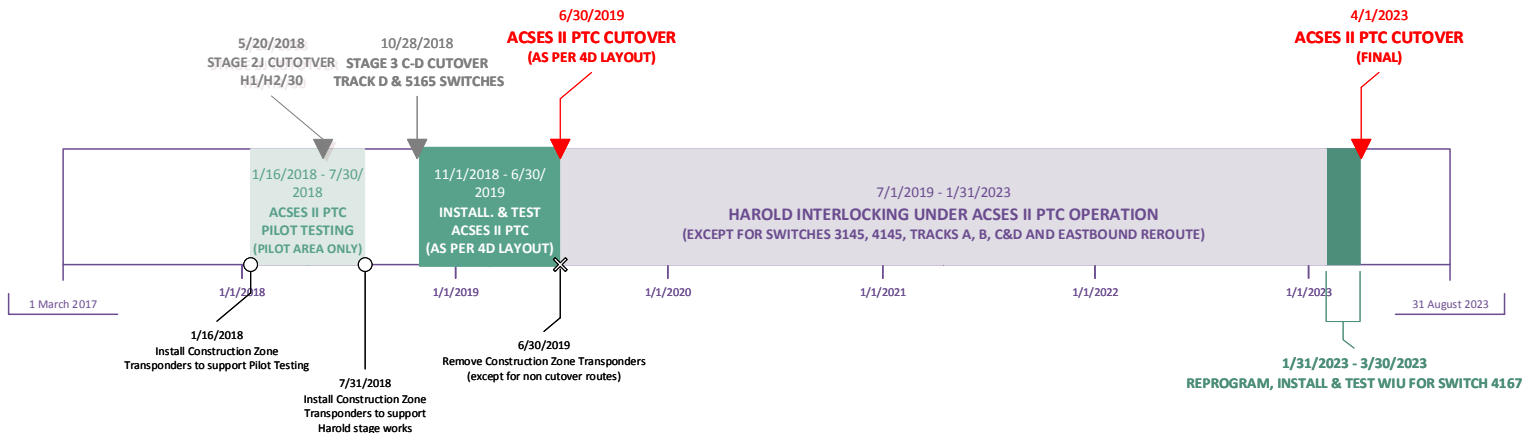 5/20/2018
STAGE 2J CUTOTVER
H1/H2/30
10/28/2018
STAGE 3 C-D CUTOVER
TRACK D & 5165 SWITCHES
6/30/2019
ACSES II PTC CUTOVER
(AS PER 4D LAYOUT)
4/1/2023
ACSES II PTC CUTOVER
(FINAL)
1/16/2018 - 7/30/
2018
ACSES II PTC
PILOT TESTING
(PILOT AREA ONLY)
11/1/2018 - 6/30/
2019
INSTALL. & TEST
ACSES II PTC
(AS PER 4D LAYOUT)
7/1/2019 - 1/31/2023
HAROLD INTERLOCKING UNDER ACSES II PTC OPERATION
(EXCEPT FOR SWITCHES 3145, 4145, TRACKS A, B, C&D AND EASTBOUND REROUTE)
1 March 2017
1/1/2018
1/1/2019
1/1/2020
1/1/2021
1/1/2022
1/1/2023
31 August 2023
1/16/2018
Install Construction Zone
Transponders to support Pilot Testing
7/31/2018
Install Construction Zone
Transponders to support
Harold stage works
6/30/2019
Remove Construction Zone Transponders
(except for non cutover routes)
1/31/2023 - 3/30/2023
REPROGRAM, INSTALL & TEST WIU FOR SWITCH 4167